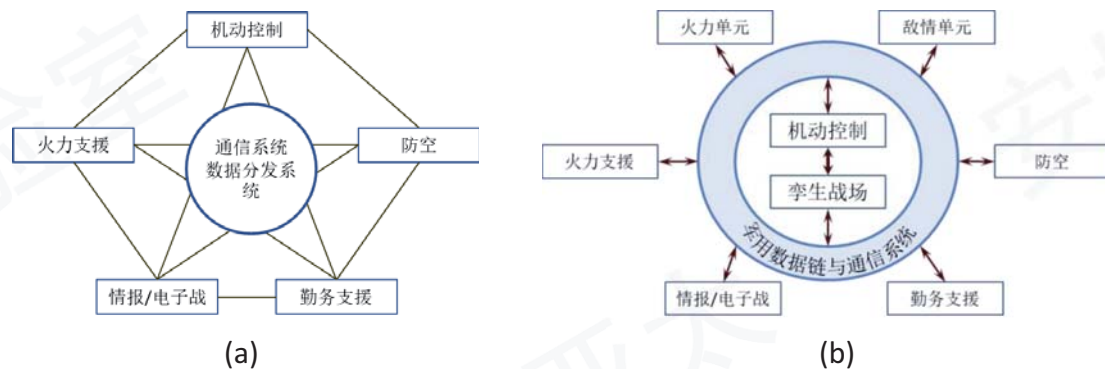 机动控制
火力支援
通信系统
数据分发系
统
防空
情报/电子战
勤务支援
(a)
火力单元
敌情单元
机动控制
火力支援
孪生战场
防空
军用数据链与通信系统
情报/电子战
勤务支援
(b)